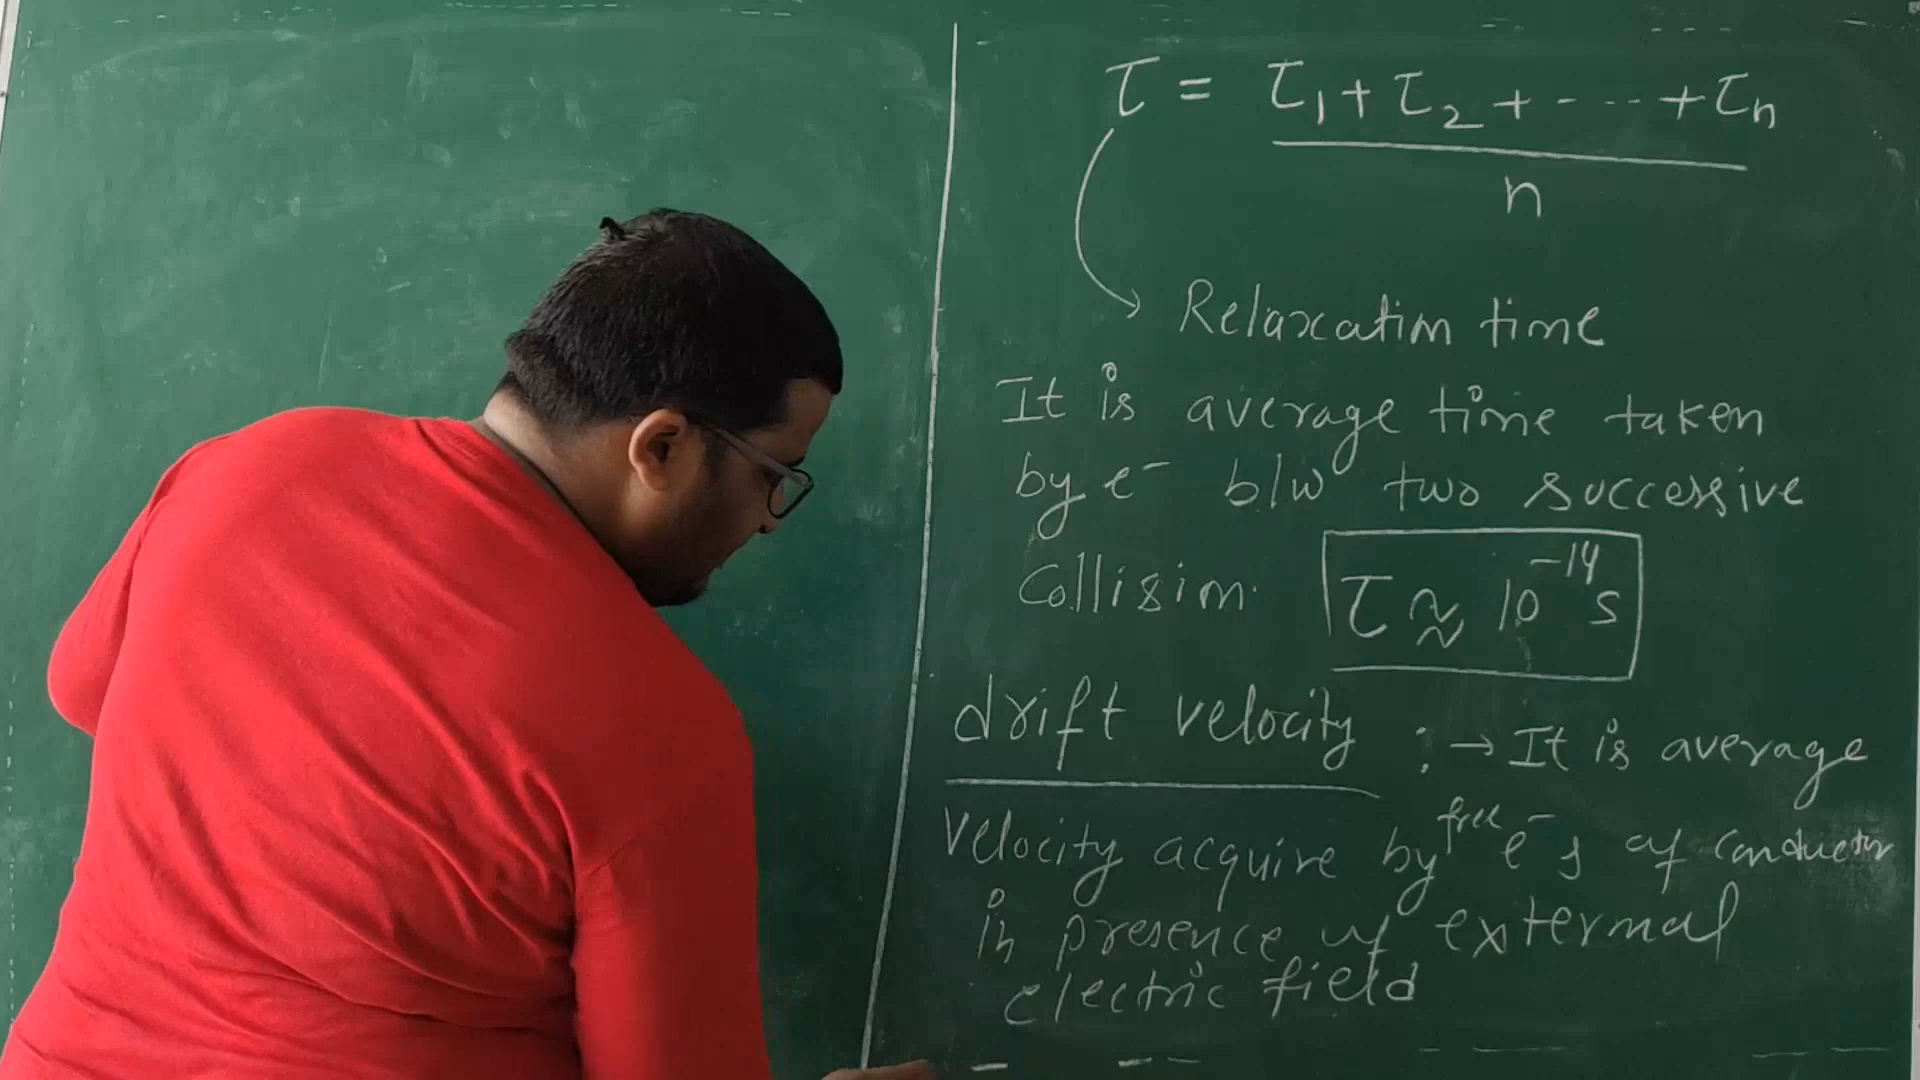 τ = τ1 + τ2 + - - - + τn
n
Relaxation time
It is average time taken
by e⁻ b/w two successive
Collision.
τ ≈ 10⁻¹⁴ s
drift velocity : → It is average
velocity acquire by free e⁻s of conductor
in presence of external
electric field